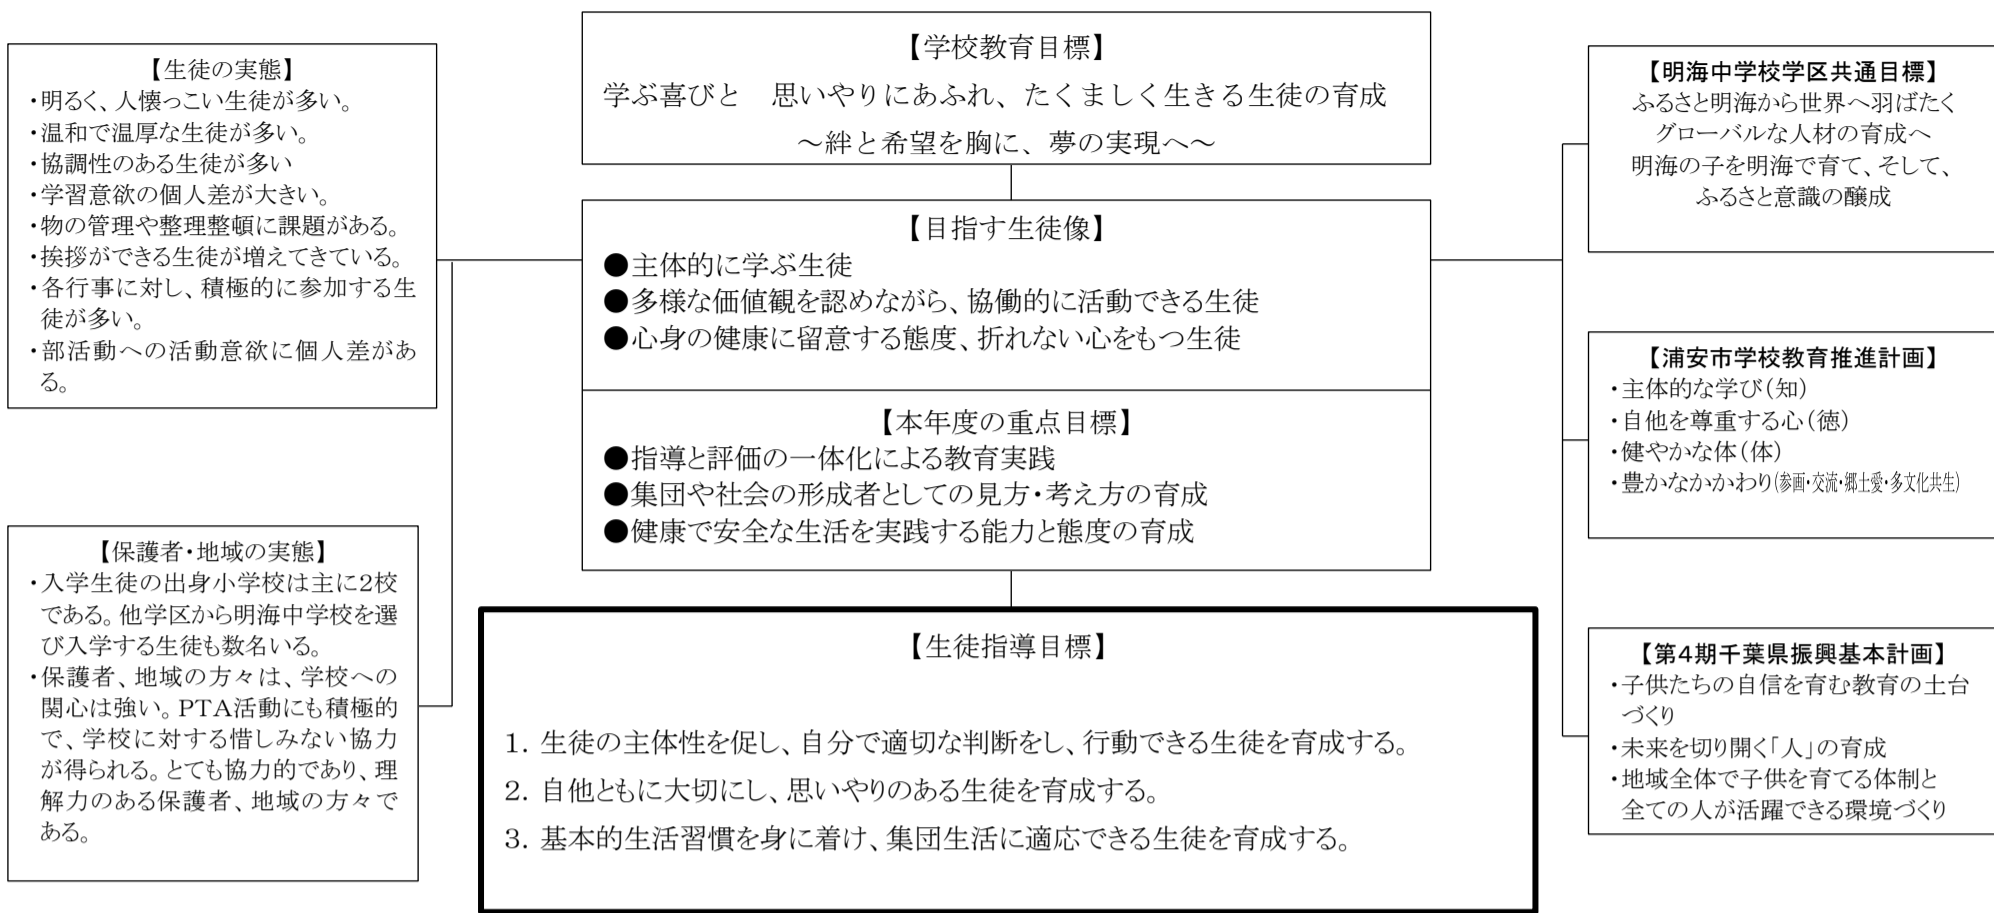 【学校教育目標】
学ぶ喜びと　思いやりにあふれ、たくましく生きる生徒の育成
～絆と希望を胸に、夢の実現へ～
【生徒の実態】
・明るく、人懐っこい生徒が多い。
・温和で温厚な生徒が多い。
・協調性のある生徒が多い
・学習意欲の個人差が大きい。
・物の管理や整理整頓に課題がある。
・挨拶ができる生徒が増えてきている。
・各行事に対し、積極的に参加する生
徒が多い。
・部活動への活動意欲に個人差があ
る。
【保護者・地域の実態】
・入学生徒の出身小学校は主に2校
である。他学区から明海中学校を選
び入学する生徒も数名いる。
・保護者、地域の方々は、学校への
関心は強い。PTA活動にも積極的
で、学校に対する惜しみない協力
が得られる。とても協力的であり、理
解力のある保護者、地域の方々で
ある。
【目指す生徒像】
●主体的に学ぶ生徒
●多様な価値観を認めながら、協働的に活動できる生徒
●心身の健康に留意する態度、折れない心をもつ生徒
【本年度の重点目標】
●指導と評価の一体化による教育実践
●集団や社会の形成者としての見方・考え方の育成
●健康で安全な生活を実践する能力と態度の育成
【生徒指導目標】
1. 生徒の主体性を促し、自分で適切な判断をし、行動できる生徒を育成する。
2. 自他ともに大切にし、思いやりのある生徒を育成する。
3. 基本的生活習慣を身に着け、集団生活に適応できる生徒を育成する。
【明海中学校学区共通目標】
ふるさと明海から世界へ羽ばたく
グローバルな人材の育成へ
明海の子を明海で育て、そして、
ふるさと意識の醸成
【浦安市学校教育推進計画】
・主体的な学び(知)
・自他を尊重する心(徳)
・健やかな体(体)
・豊かなかかわり(参画・交流・郷土愛・多文化共生)
【第4期千葉県振興基本計画】
・子供たちの自信を育む教育の土台
づくり
・未来を切り開く「人」の育成
・地域全体で子供を育てる体制と
全ての人が活躍できる環境づくり